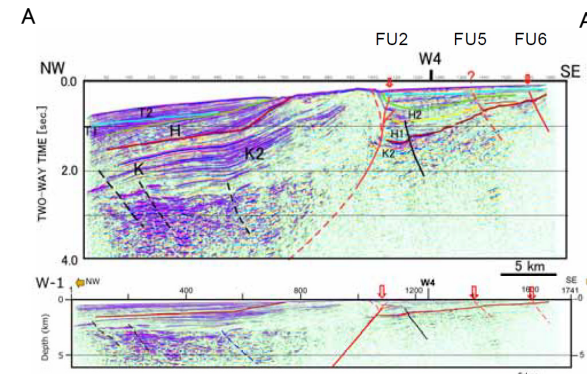 A
A
FU2 FU5 FU6
W4
NW SE
0.0
?
T2
T1
H
H2
H1
K
K2
K2
TWO-WAY TIME [sec.]
2.0
4.0
5 km
W-1 NW W4 SE
0 400 800 1200 1600 1741
0 0
Depth (km)
5